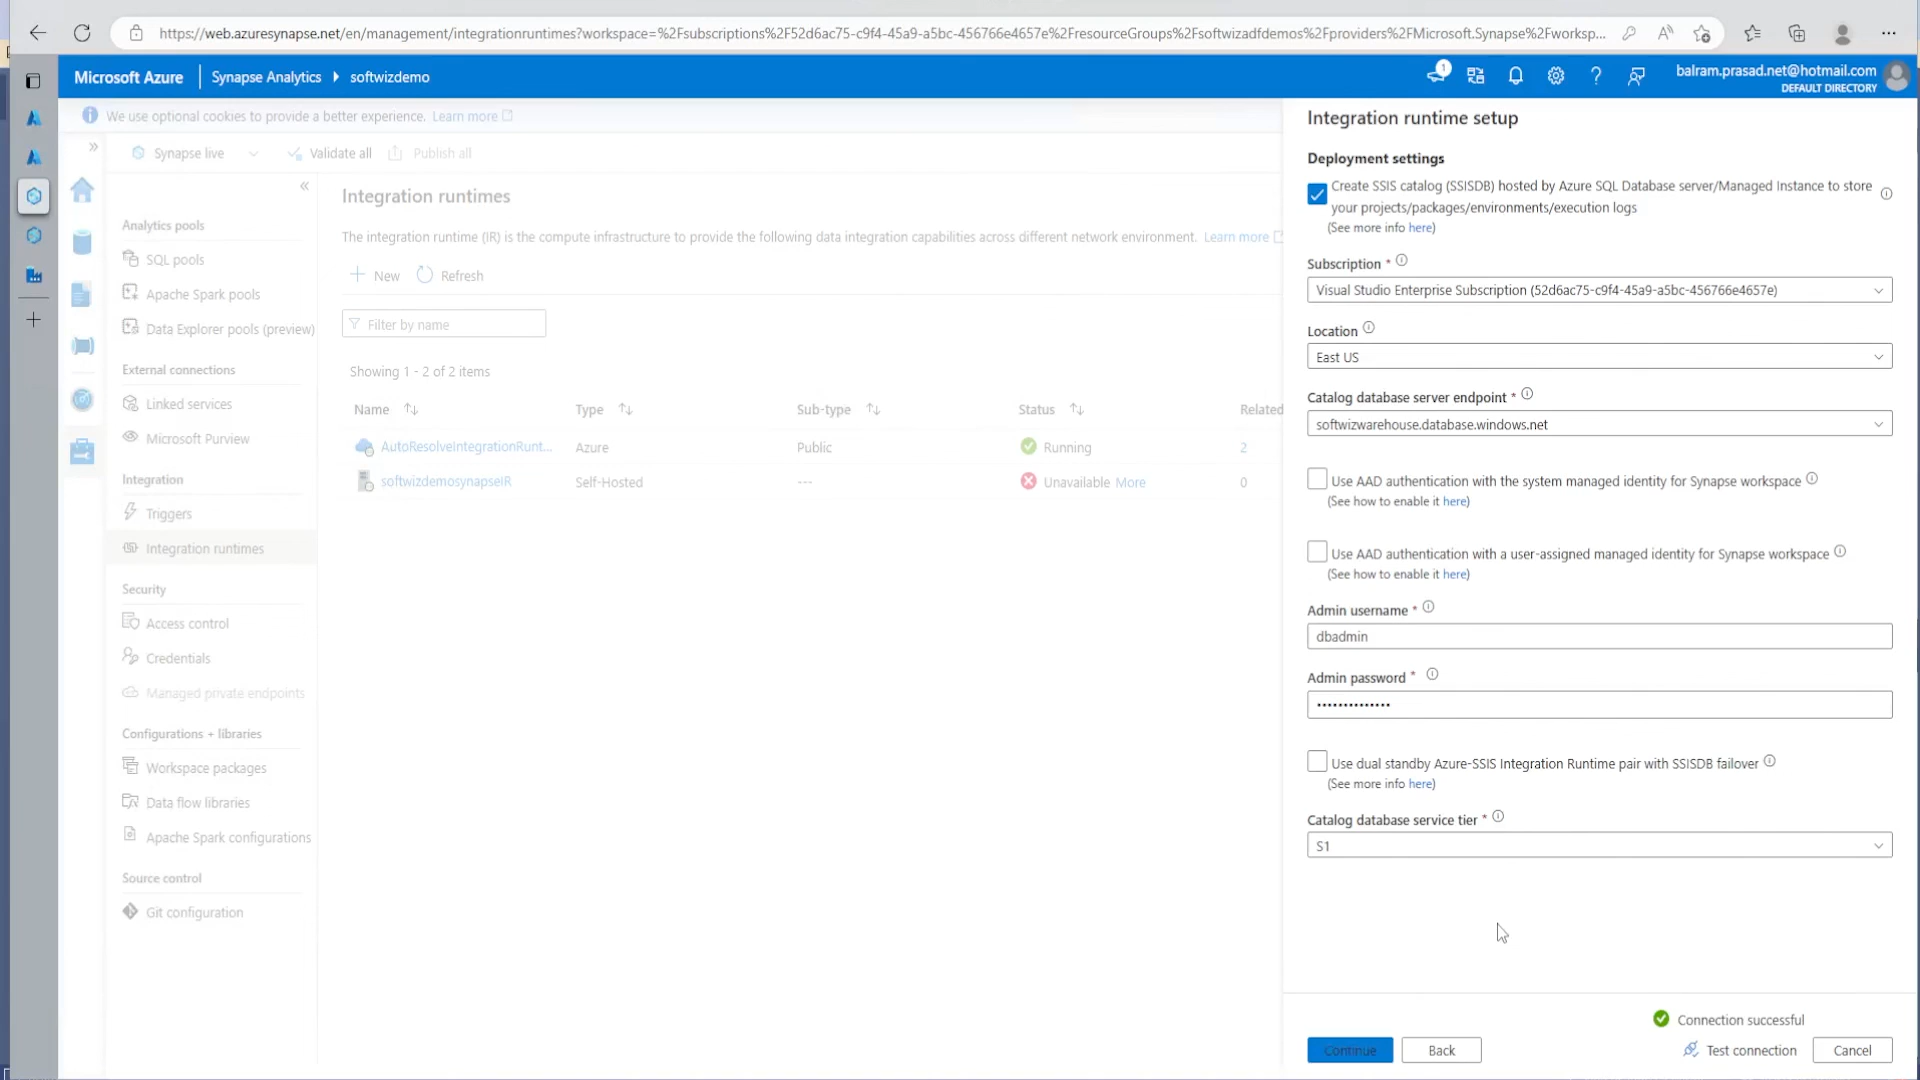 https://web.azuresynapse.net/en/management/integrationruntimes?workspace=%2Fsubscriptions%2F52d6ac75-c9f4-45a9-a5bc-456766e4657e%2FresourceGroups%2Fsoftwizadfdemos%2Fproviders%2FMicrosoft.Synapse%2Fworksp...
Microsoft Azure
Synapse Analytics
softwizdemo
1
balram.prasad.net@hotmail.com
DEFAULT DIRECTORY
We use optional cookies to provide a better experience. Learn more
Synapse live
Validate all
Publish all
Analytics pools
SQL pools
Apache Spark pools
Data Explorer pools (preview)
External connections
Linked services
Microsoft Purview
Integration
Triggers
Integration runtimes
Security
Access control
Credentials
Managed private endpoints
Configurations + libraries
Workspace packages
Data flow libraries
Apache Spark configurations
Source control
Git configuration
Integration runtimes
The integration runtime (IR) is the compute infrastructure to provide the following data integration capabilities across different network environment. Learn more
New
Refresh
Filter by name
Showing 1 - 2 of 2 items
Name Type Sub-type Status Related
AutoResolveIntegrationRunt... Azure Public Running 2
softwizdemosynapseIR Self-Hosted --- Unavailable More 0
Integration runtime setup
Deployment settings
Create SSIS catalog (SSISDB) hosted by Azure SQL Database server/Managed Instance to store
your projects/packages/environments/execution logs
(See more info here)
Subscription *
Visual Studio Enterprise Subscription (52d6ac75-c9f4-45a9-a5bc-456766e4657e)
Location
East US
Catalog database server endpoint *
softwizwarehouse.database.windows.net
Use AAD authentication with the system managed identity for Synapse workspace
(See how to enable it here)
Use AAD authentication with a user-assigned managed identity for Synapse workspace
(See how to enable it here)
Admin username *
dbadmin
Admin password *
••••••••••••••
Use dual standby Azure-SSIS Integration Runtime pair with SSISDB failover
(See more info here)
Catalog database service tier *
S1
Connection successful
Continue
Back
Test connection
Cancel